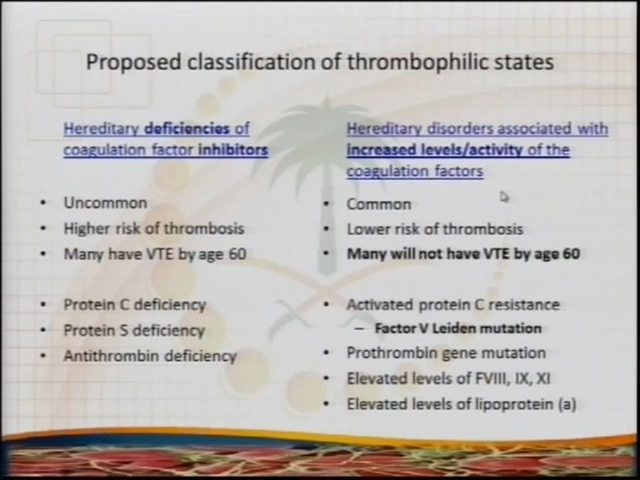 Proposed classification of thrombophilic states
Hereditary deficiencies of
coagulation factor inhibitors
• Uncommon
• Higher risk of thrombosis
• Many have VTE by age 60
• Protein C deficiency
• Protein S deficiency
• Antithrombin deficiency
Hereditary disorders associated with
increased levels/activity of the
coagulation factors
• Common
• Lower risk of thrombosis
• Many will not have VTE by age 60
• Activated protein C resistance
– Factor V Leiden mutation
• Prothrombin gene mutation
• Elevated levels of FVIII, IX, XI
• Elevated levels of lipoprotein (a)